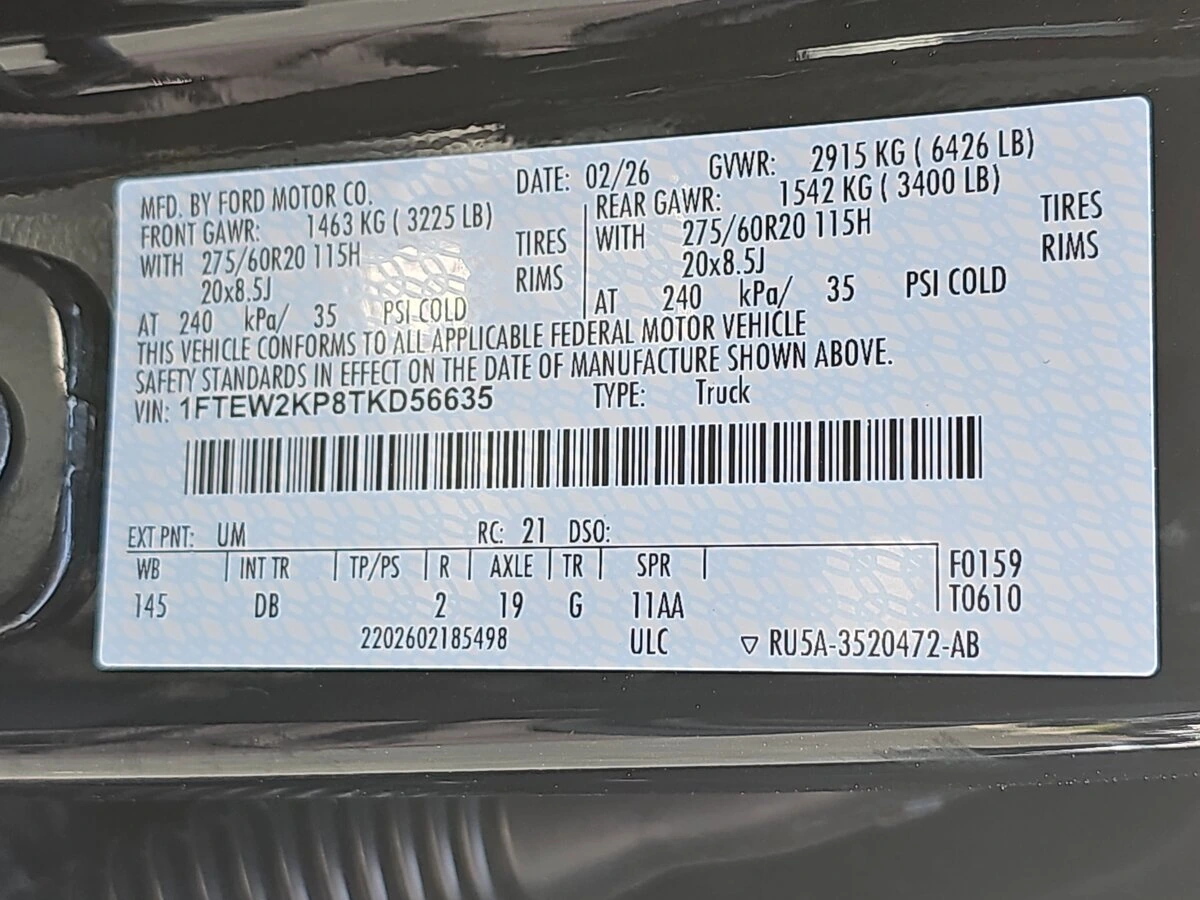 MFD. BY FORD MOTOR CO. DATE: 02/26 GVWR: 2915 KG ( 6426 LB)
FRONT GAWR: 1463 KG ( 3225 LB) REAR GAWR: 1542 KG ( 3400 LB)
WITH 275/60R20 115H TIRES WITH 275/60R20 115H TIRES
20x8.5J RIMS 20x8.5J RIMS
AT 240 kPa/ 35 PSI COLD AT 240 kPa/ 35 PSI COLD
THIS VEHICLE CONFORMS TO ALL APPLICABLE FEDERAL MOTOR VEHICLE
SAFETY STANDARDS IN EFFECT ON THE DATE OF MANUFACTURE SHOWN ABOVE.
VIN: 1FTEW2KP8TKD56635 TYPE: Truck
EXT PNT: UM RC: 21 DSO:
WB INT TR TP/PS R AXLE TR SPR F0159
145 DB 2 19 G 11AA T0610
2202602185498 ULC ▽ RU5A-3520472-AB